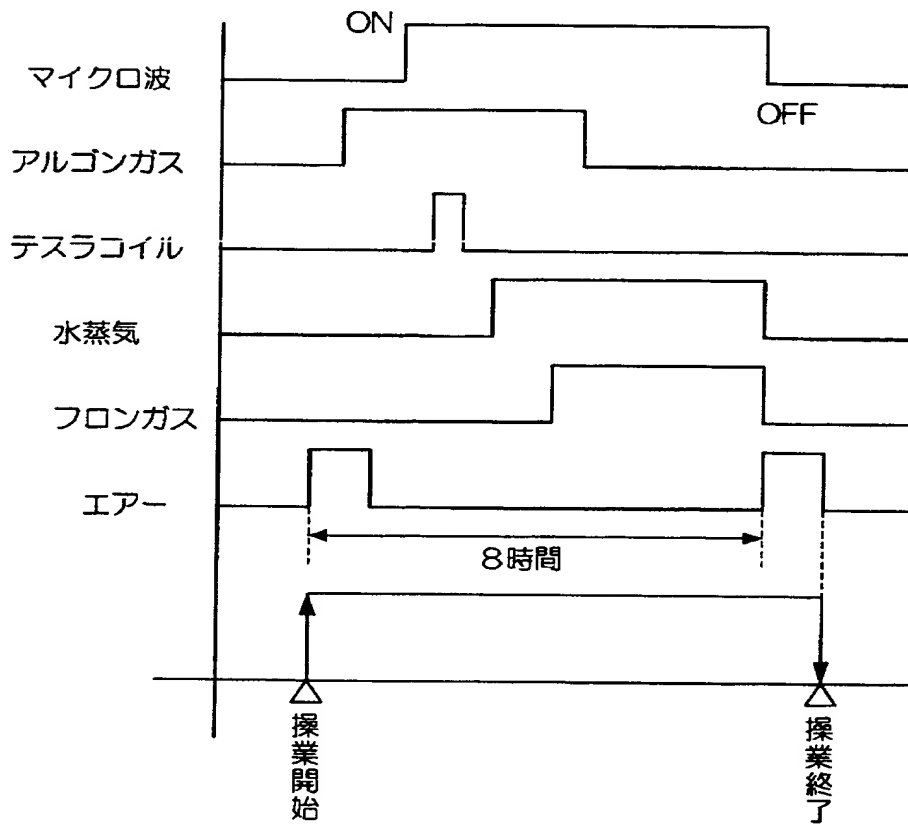 ON
マイクロ波
OFF
アルゴンガス
テスラコイル
水蒸気
フロンガス
エアー
8時間
操業開始
操業終了